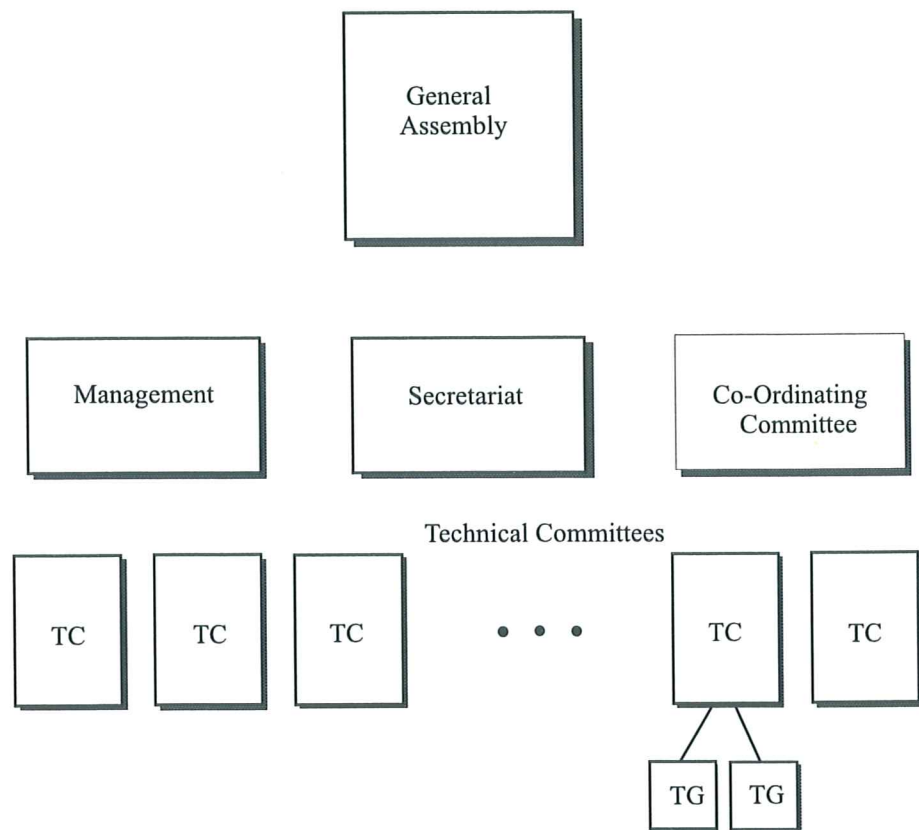 General
Assembly
Management
Secretariat
Co-Ordinating
Committee
Technical Committees
TC
TC
TC
TC
TC
TG
TG